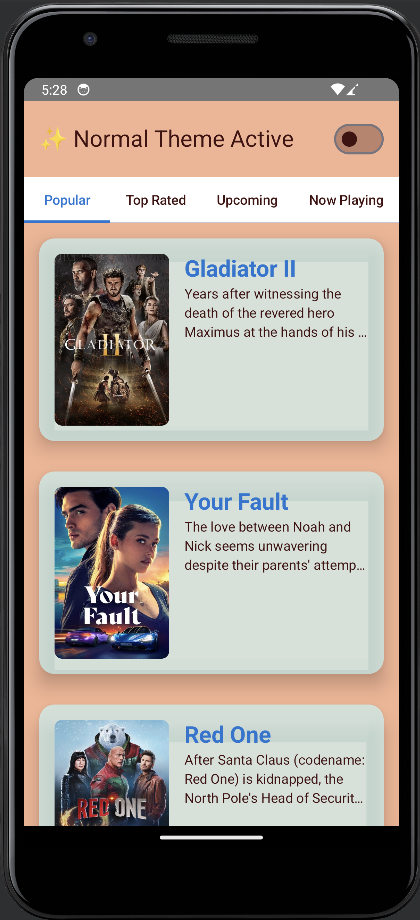 5:28
✨ Normal Theme Active
Popular
Top Rated
Upcoming
Now Playing
Gladiator II
Years after witnessing the
death of the revered hero
Maximus at the hands of his ...
GLADIATOR
II
Your Fault
The love between Noah and
Nick seems unwavering
despite their parents' attemp...
Your
Fault
Red One
After Santa Claus (codename:
Red One) is kidnapped, the
North Pole's Head of Securit...
RED ONE